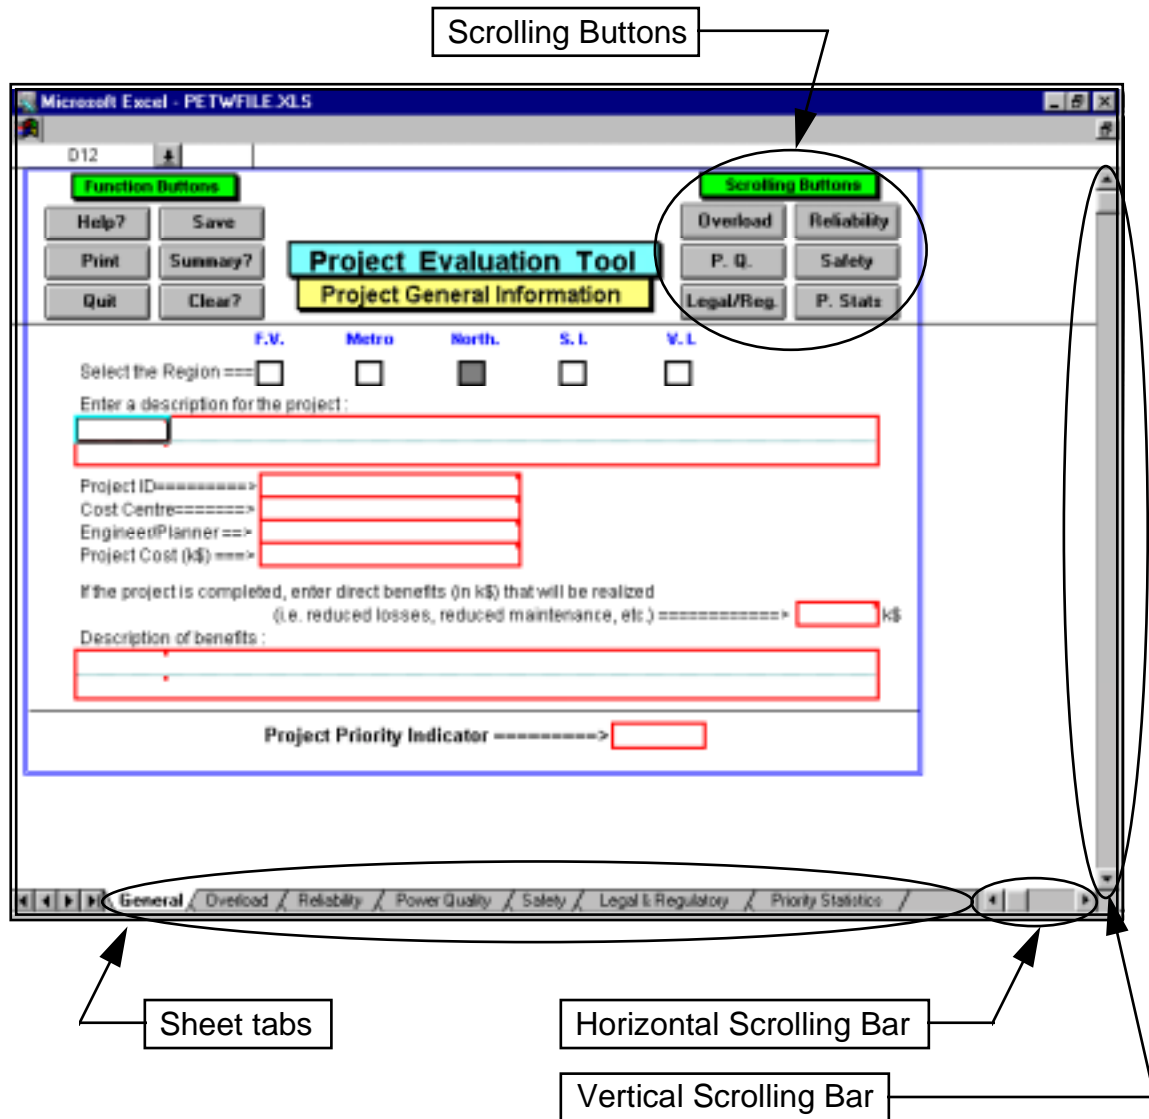 Scrolling Buttons
Microsoft Excel - PETWFILE.XLS
D12
Function Buttons
Scrolling Buttons
Help? Save
Overload Reliability
Print Summary?
Project Evaluation Tool
P. Q. Safety
Quit Clear?
Project General Information
Legal/Reg. P. Stats
F.V. Metro North. S. I. V. I.
Select the Region ===
Enter a description for the project :
Project ID=========>
Cost Centre=======>
Engineer/Planner ==>
Project Cost (k$) ===>
If the project is completed, enter direct benefits (in k$) that will be realized
(i.e. reduced losses, reduced maintenance, etc.) ============> k$
Description of benefits :
Project Priority Indicator =========>
General Overload Reliability Power Quality Safety Legal & Regulatory Priority Statistics
Sheet tabs
Horizontal Scrolling Bar
Vertical Scrolling Bar